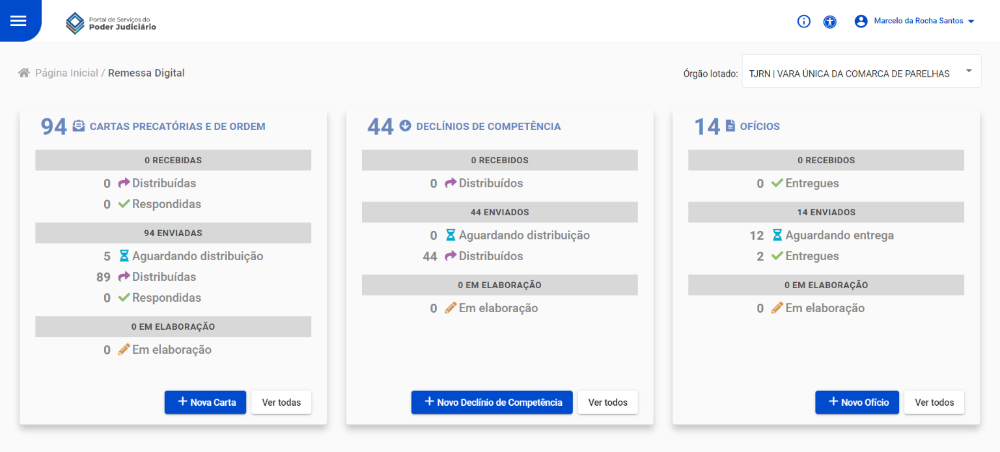 Portal de Serviços do
Poder Judiciário
Marcelo da Rocha Santos
Página Inicial / Remessa Digital
Órgão lotado: TJRN | VARA ÚNICA DA COMARCA DE PARELHAS
94 CARTAS PRECATÓRIAS E DE ORDEM
0 RECEBIDAS
0 Distribuídas
0 Respondidas
94 ENVIADAS
5 Aguardando distribuição
89 Distribuídas
0 Respondidas
0 EM ELABORAÇÃO
0 Em elaboração
+ Nova Carta
Ver todas
44 DECLÍNIOS DE COMPETÊNCIA
0 RECEBIDOS
0 Distribuídos
44 ENVIADOS
0 Aguardando distribuição
44 Distribuídos
0 EM ELABORAÇÃO
0 Em elaboração
+ Novo Declínio de Competência
Ver todos
14 OFÍCIOS
0 RECEBIDOS
0 Entregues
14 ENVIADOS
12 Aguardando entrega
2 Entregues
0 EM ELABORAÇÃO
0 Em elaboração
+ Novo Ofício
Ver todos